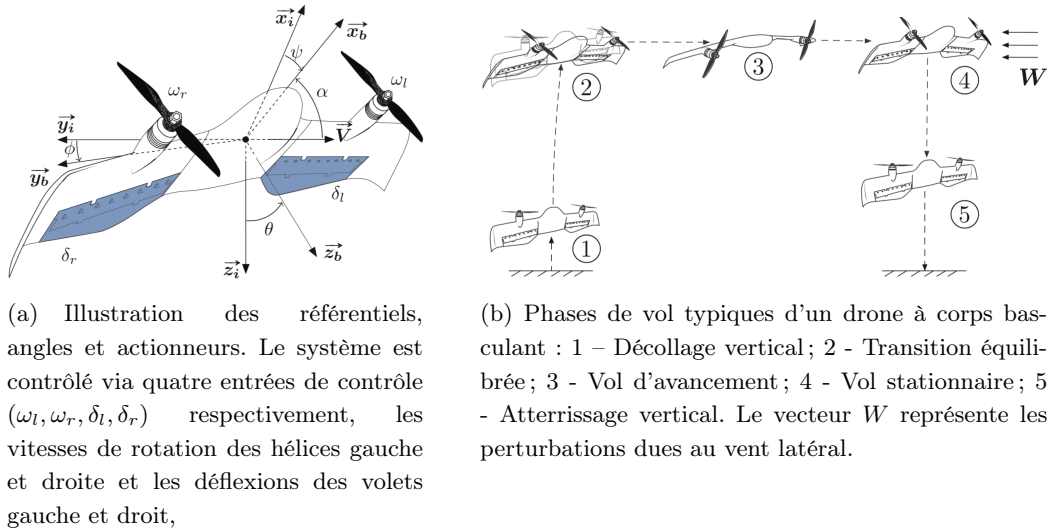 x_i
x_b
ψ
ω_r
ω_l
α
y_i
V
ϕ
y_b
δ_l
θ
δ_r
z_i
z_b
W
2
3
4
1
5
(a) Illustration des référentiels,
angles et actionneurs. Le système est
contrôlé via quatre entrées de contrôle
(ω_l, ω_r, δ_l, δ_r) respectivement, les
vitesses de rotation des hélices gauche
et droite et les déflexions des volets
gauche et droit,
(b) Phases de vol typiques d'un drone à corps bas-
culant : 1 – Décollage vertical ; 2 - Transition équili-
brée ; 3 - Vol d'avancement ; 4 - Vol stationnaire ; 5
- Atterrissage vertical. Le vecteur W représente les
perturbations dues au vent latéral.